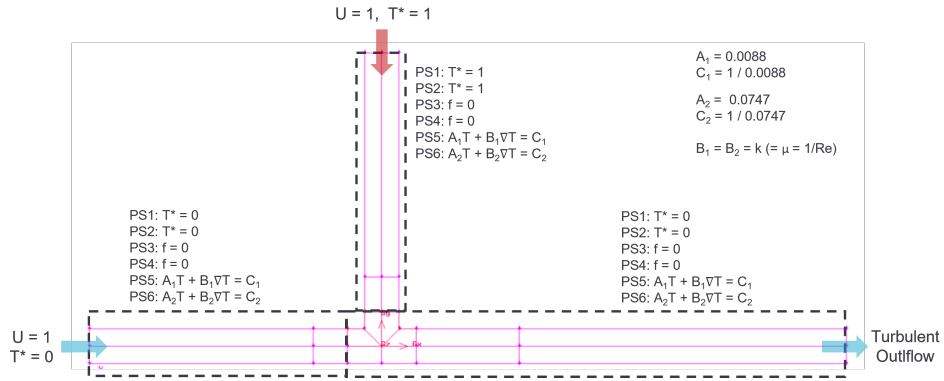 U = 1, T* = 1
PS1: T* = 1
PS2: T* = 1
PS3: f = 0
PS4: f = 0
PS5: A₁T + B₁∇T = C₁
PS6: A₂T + B₂∇T = C₂
A₁ = 0.0088
C₁ = 1 / 0.0088
A₂ = 0.0747
C₂ = 1 / 0.0747
B₁ = B₂ = k (= μ = 1/Re)
PS1: T* = 0
PS2: T* = 0
PS3: f = 0
PS4: f = 0
PS5: A₁T + B₁∇T = C₁
PS6: A₂T + B₂∇T = C₂
PS1: T* = 0
PS2: T* = 0
PS3: f = 0
PS4: f = 0
PS5: A₁T + B₁∇T = C₁
PS6: A₂T + B₂∇T = C₂
U = 1
T* = 0
Turbulent
Outlflow